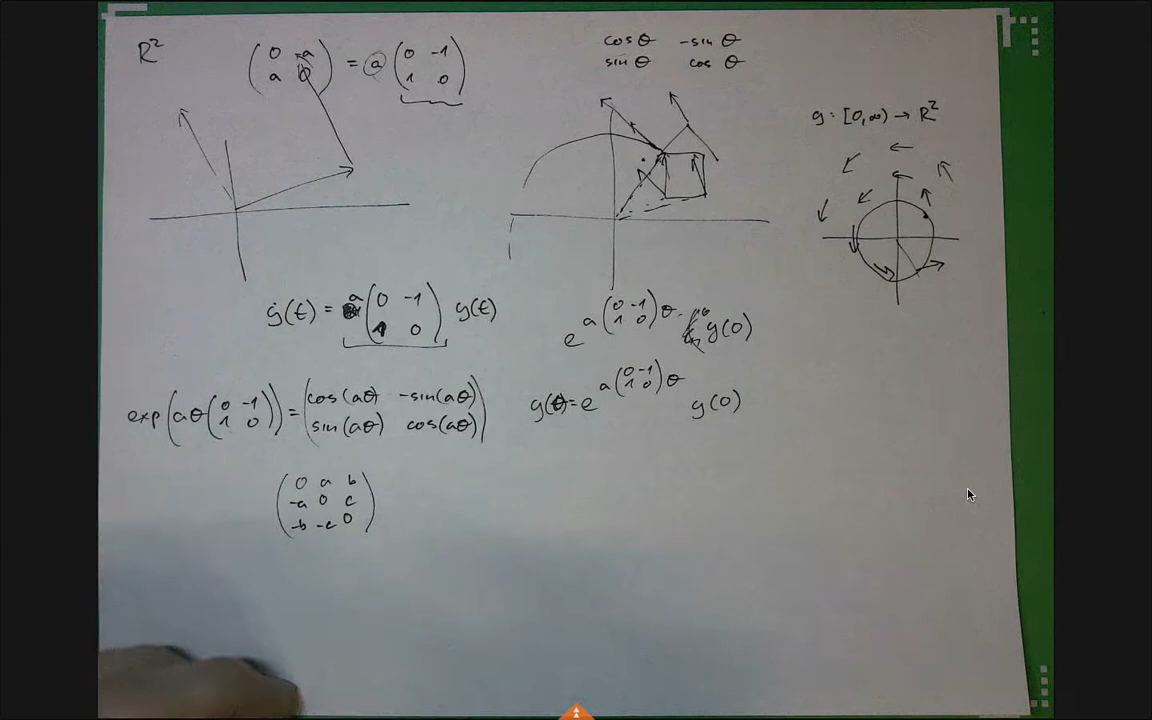 R²
( 0 -a ) = a ( 0 -1 )
( a 0 ) ( 1 0 )
cos θ -sin θ
sin θ cos θ
g : [0,∞) → R²
ġ(t) = a ( 0 -1 ) g(t)
( 1 0 )
e^{a ( 0 -1 ; 1 0 ) θ} · g(0)
exp ( aθ ( 0 -1 ) ) = ( cos(aθ) -sin(aθ) )
( 1 0 ) ( sin(aθ) cos(aθ) )
g(θ) = e^{a ( 0 -1 ; 1 0 ) θ} g(0)
( 0 a b )
( -a 0 c )
( -b -c 0 )